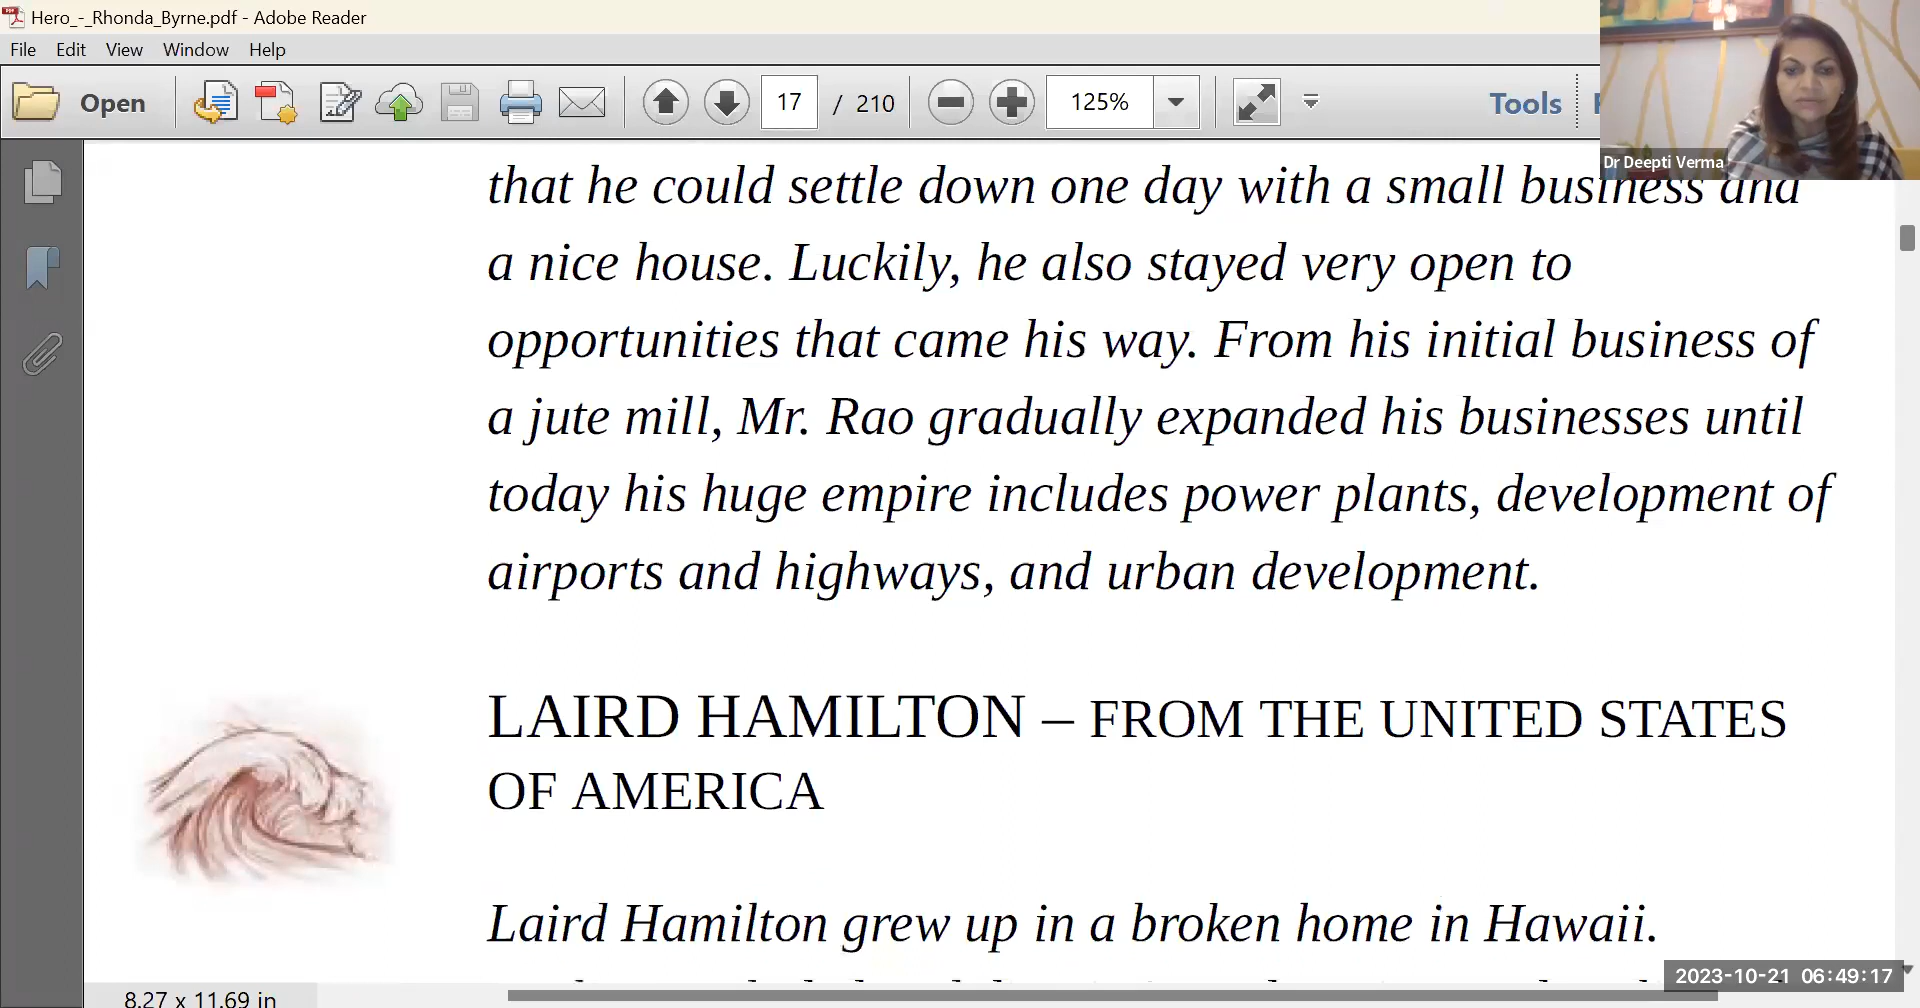 Hero_-_Rhonda_Byrne.pdf - Adobe Reader
File Edit View Window Help
Open 17 / 210 125% Tools
Dr Deepti Verma
that he could settle down one day with a small business and
a nice house. Luckily, he also stayed very open to
opportunities that came his way. From his initial business of
a jute mill, Mr. Rao gradually expanded his businesses until
today his huge empire includes power plants, development of
airports and highways, and urban development.
LAIRD HAMILTON – FROM THE UNITED STATES
OF AMERICA
Laird Hamilton grew up in a broken home in Hawaii.
2023-10-21 06:49:17
8.27 x 11.69 in